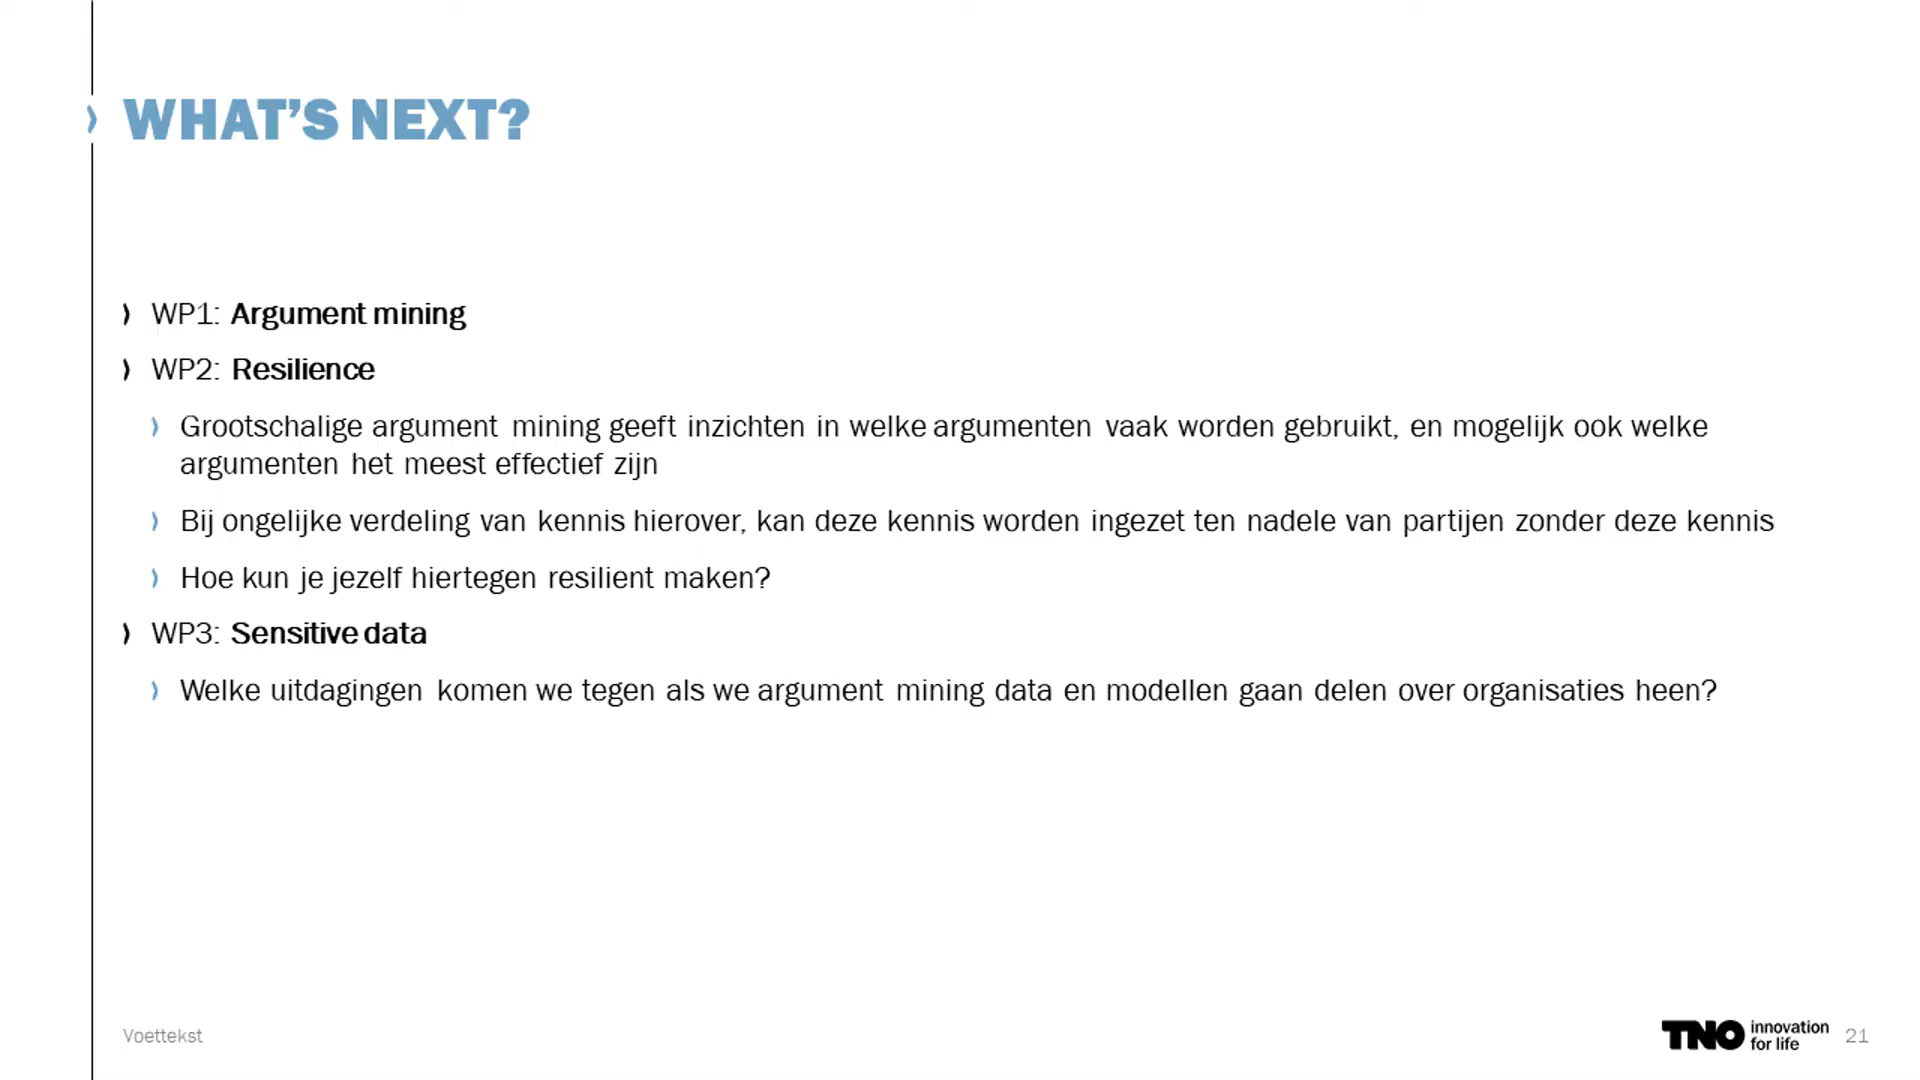 WHAT'S NEXT?
WP1: Argument mining
WP2: Resilience
Grootschalige argument mining geeft inzichten in welke argumenten vaak worden gebruikt, en mogelijk ook welke
argumenten het meest effectief zijn
Bij ongelijke verdeling van kennis hierover, kan deze kennis worden ingezet ten nadele van partijen zonder deze kennis
Hoe kun je jezelf hiertegen resilient maken?
WP3: Sensitive data
Welke uitdagingen komen we tegen als we argument mining data en modellen gaan delen over organisaties heen?
Voettekst
TNO innovation
for life
21